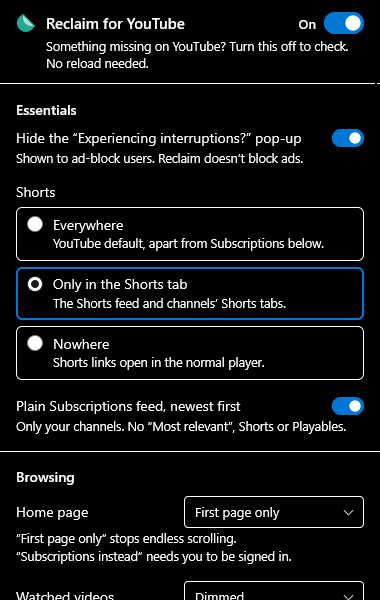 Reclaim for YouTube
On
Something missing on YouTube? Turn this off to check.
No reload needed.
Essentials
Hide the “Experiencing interruptions?” pop-up
Shown to ad-block users. Reclaim doesn’t block ads.
Shorts
Everywhere
YouTube default, apart from Subscriptions below.
Only in the Shorts tab
The Shorts feed and channels’ Shorts tabs.
Nowhere
Shorts links open in the normal player.
Plain Subscriptions feed, newest first
Only your channels. No “Most relevant”, Shorts or Playables.
Browsing
Home page
First page only
“First page only” stops endless scrolling.
“Subscriptions instead” needs you to be signed in.
Watched videos
Dimmed